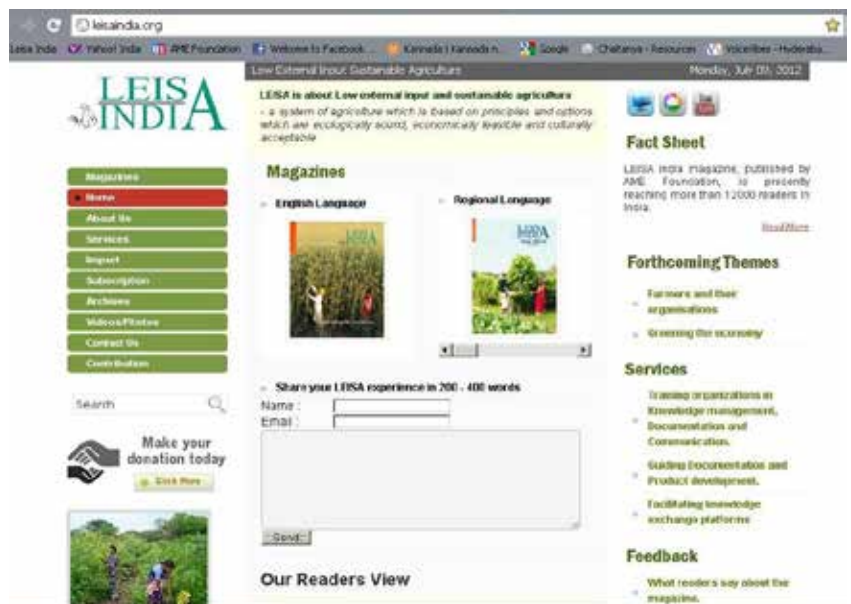 leisaindia.org
Leisa India Yahoo! India AME Foundation Welcome to Facebook... Kannada | Kannada n... Google Chaitanya - Resources
Low External Input Sustainable Agriculture
Monday, July 09, 2012
LEISA
INDIA
LEISA is about Low external input and sustainable agriculture
- a system of agriculture which is based on principles and options
which are ecologically sound, economically feasible and culturally
acceptable
Magazines
Home
About Us
Services
Impact
Subscription
Archives
Videos/Photos
Contact Us
Contribution
Search
Make your
donation today
Click Here
Magazines
English Language
Regional Language
LEISA
LEISA
Share your LEISA experience in 200 - 400 words
Name :
Email :
Send
Our Readers View
Fact Sheet
LEISA India magazine, published by
AME Foundation, is presently
reaching more than 12000 readers in
India.
Read More
Forthcoming Themes
Farmers and their
organisations
Greening the economy
Services
Training organizations in
Knowledge management,
Documentation and
Communication.
Guiding Documentation and
Product development.
Facilitating knowledge
exchange platforms
Feedback
What readers say about the
magazine.